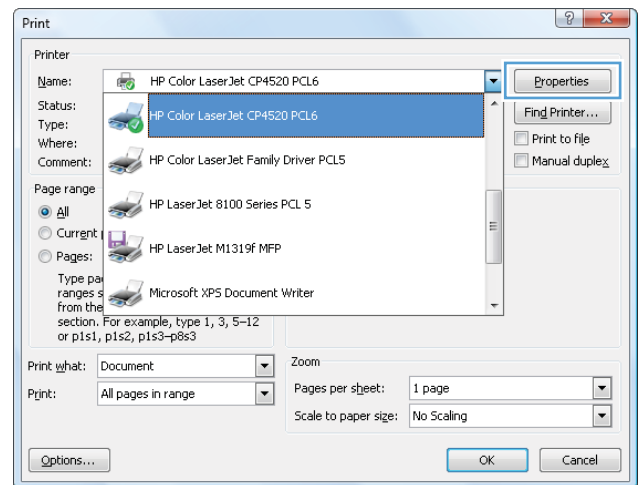 Print
Printer
Name:
HP Color LaserJet CP4520 PCL6
Properties
Status:
HP Color LaserJet CP4520 PCL6
Find Printer...
Type:
Where:
Print to file
Comment:
HP Color LaserJet Family Driver PCL5
Manual duplex
Page range
All
HP LaserJet 8100 Series PCL 5
Current
Pages:
HP LaserJet M1319f MFP
Type
ranges
Microsoft XPS Document Writer
from the
section. For example, type 1, 3, 5–12
or p1s1, p1s2, p1s3–p8s3
Print what: Document
Zoom
Print: All pages in range
Pages per sheet: 1 page
Scale to paper size: No Scaling
Options...
OK
Cancel